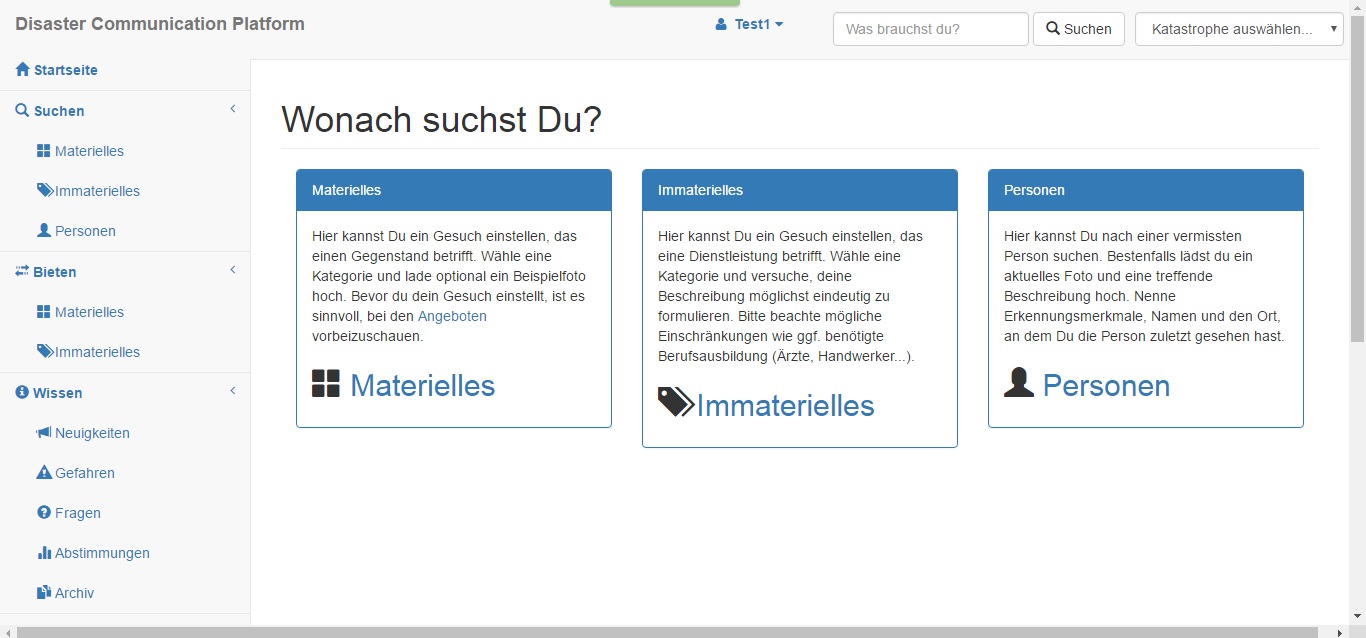 Disaster Communication Platform
Test1
Was brauchst du?
Suchen
Katastrophe auswählen...
Startseite
Suchen
Materielles
Immaterielles
Personen
Bieten
Materielles
Immaterielles
Wissen
Neuigkeiten
Gefahren
Fragen
Abstimmungen
Archiv
Wonach suchst Du?
Materielles
Hier kannst Du ein Gesuch einstellen, das
einen Gegenstand betrifft. Wähle eine
Kategorie und lade optional ein Beispielfoto
hoch. Bevor du dein Gesuch einstellt, ist es
sinnvoll, bei den Angeboten
vorbeizuschauen.
Materielles
Immaterielles
Hier kannst Du ein Gesuch einstellen, das
eine Dienstleistung betrifft. Wähle eine
Kategorie und versuche, deine
Beschreibung möglichst eindeutig zu
formulieren. Bitte beachte mögliche
Einschränkungen wie ggf. benötigte
Berufsausbildung (Ärzte, Handwerker...).
Immaterielles
Personen
Hier kannst Du nach einer vermissten
Person suchen. Bestenfalls lädst du ein
aktuelles Foto und eine treffende
Beschreibung hoch. Nenne
Erkennungsmerkmale, Namen und den Ort,
an dem Du die Person zuletzt gesehen hast.
Personen